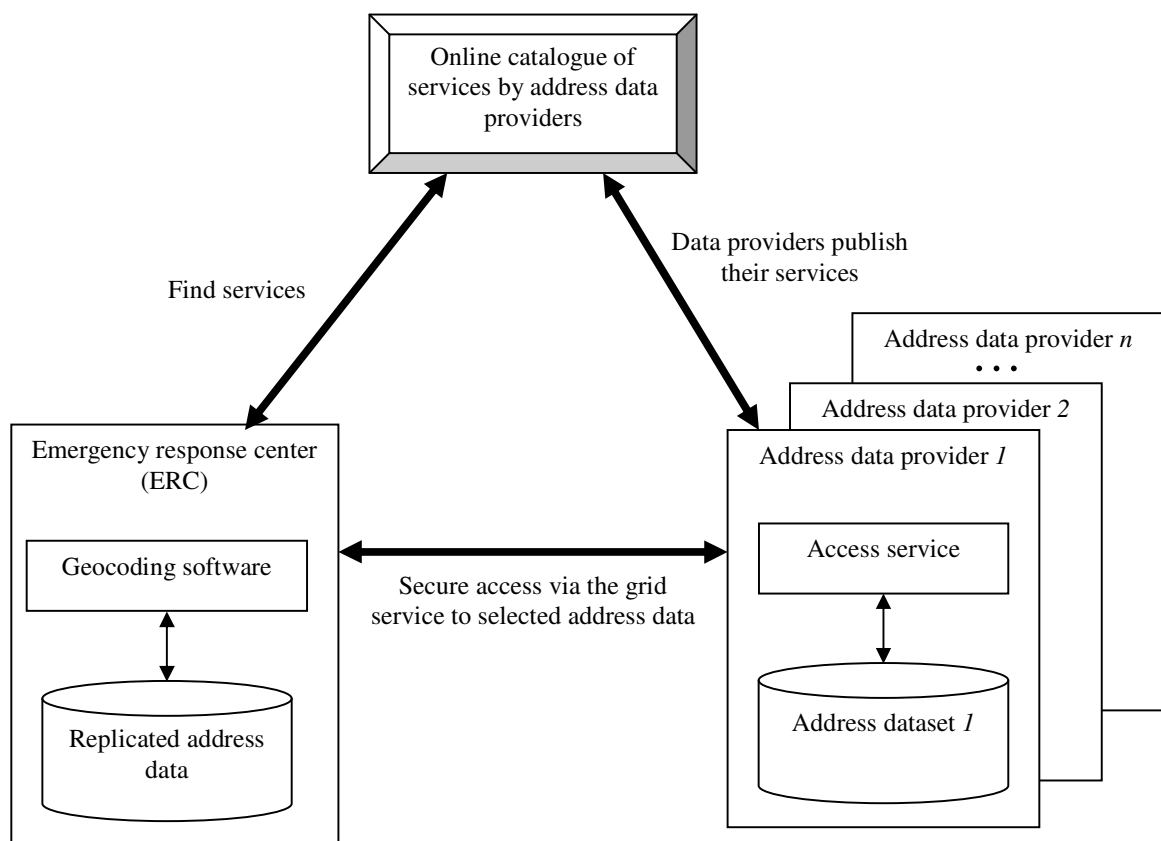 Online catalogue of
services by address data
providers
Find services
Data providers publish
their services
Address data provider n
. . .
Address data provider 2
Address data provider 1
Access service
Address dataset 1
Emergency response center
(ERC)
Geocoding software
Replicated address
data
Secure access via the grid
service to selected address data